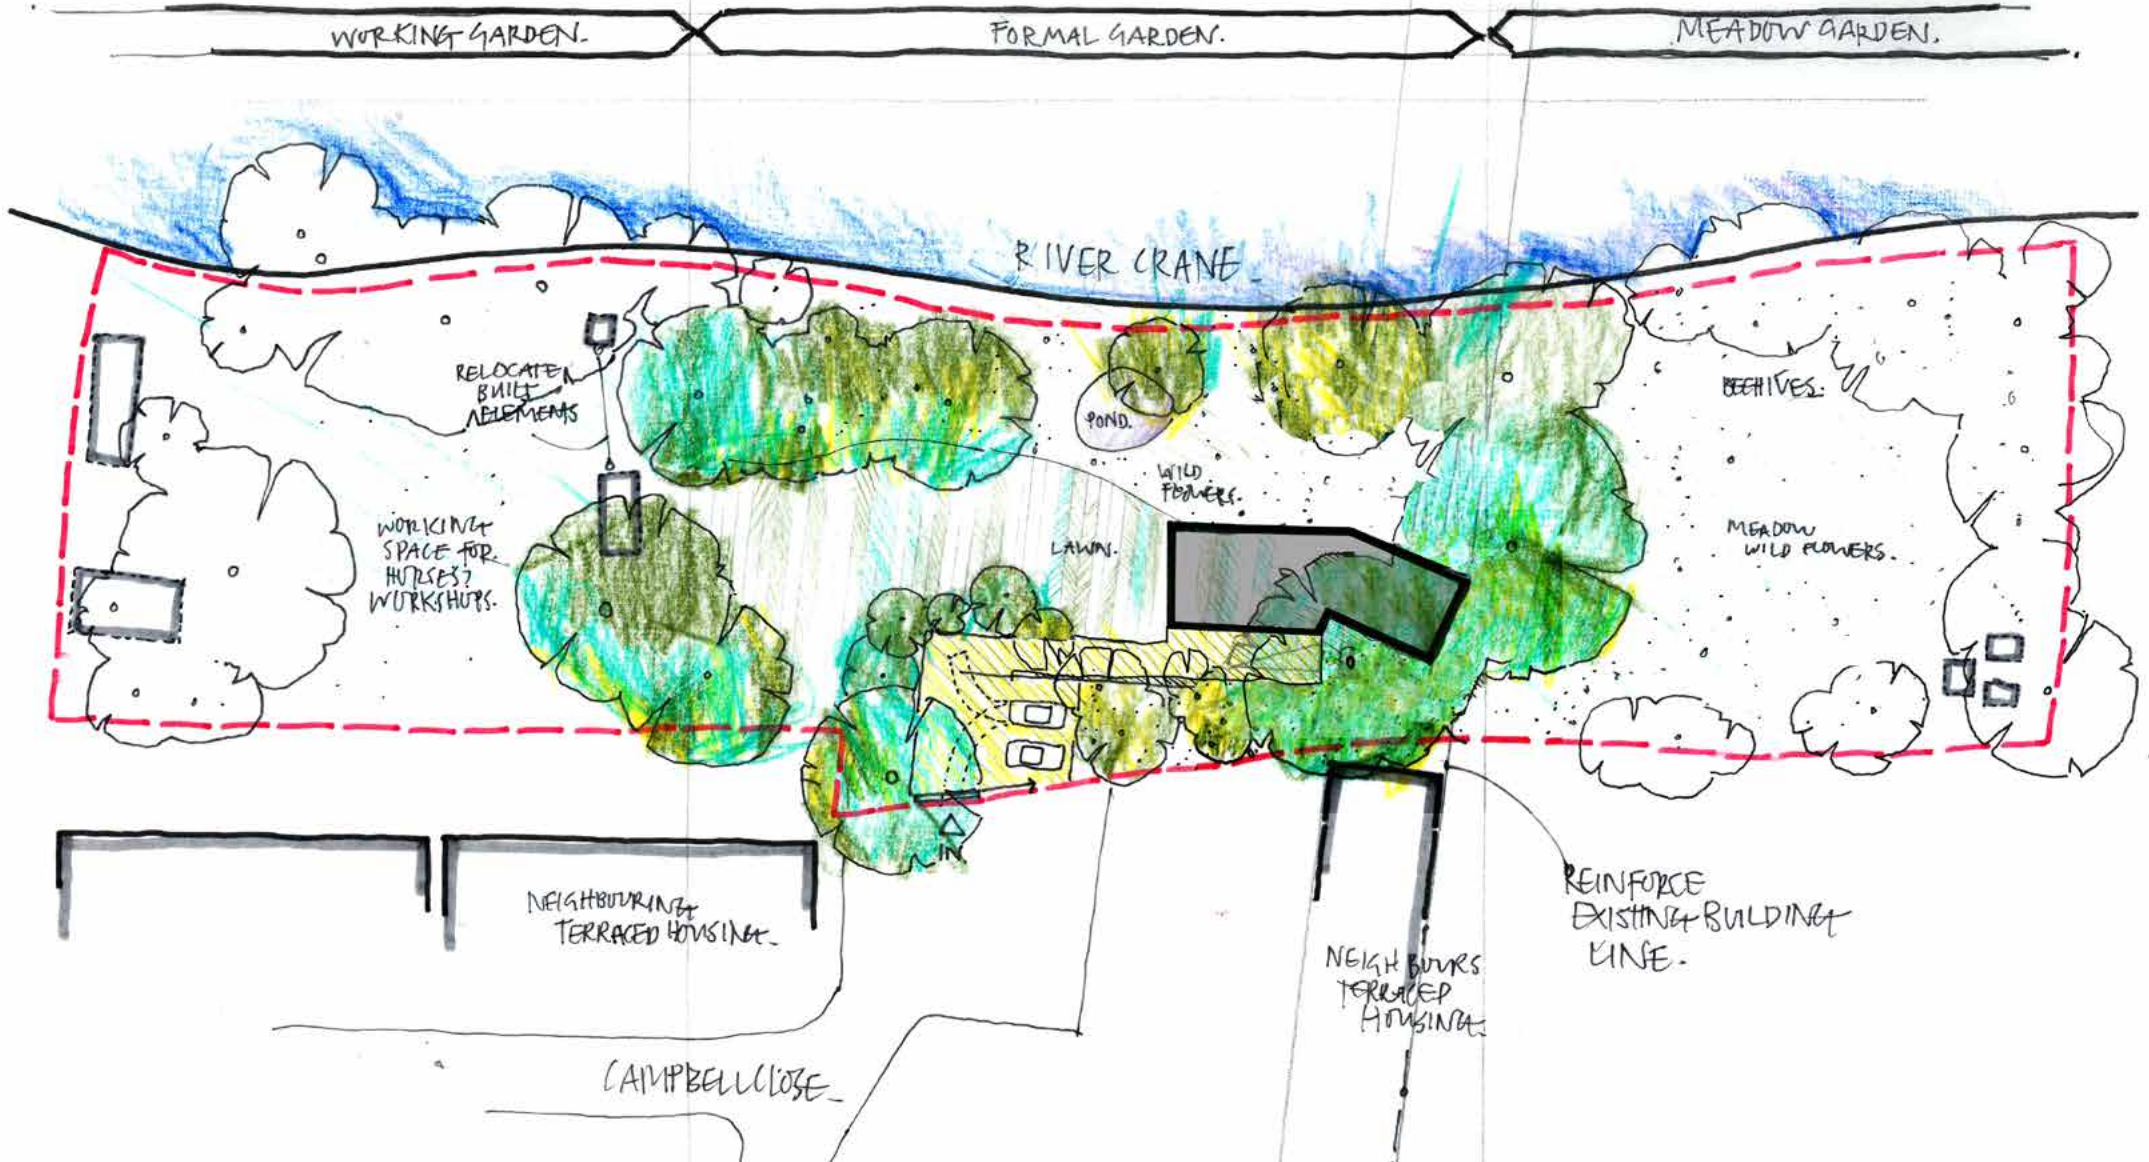 WORKING GARDEN.
FORMAL GARDEN.
MEADOW GARDEN.
RIVER CRANE
RELOCATE
BUILT
ELEMENTS
POND.
BEEHIVES.
WILD
FLOWERS.
WORKING
SPACE FOR
WORKSHOPS.
LAWN.
MEADOW
WILD FLOWERS.
IN
NEIGHBOURING
TERRACED HOUSING
REINFORCE
EXISTING BUILDING
LINE.
NEIGHBOURS
TERRACED
HOUSING
CAMPBELL CLOSE